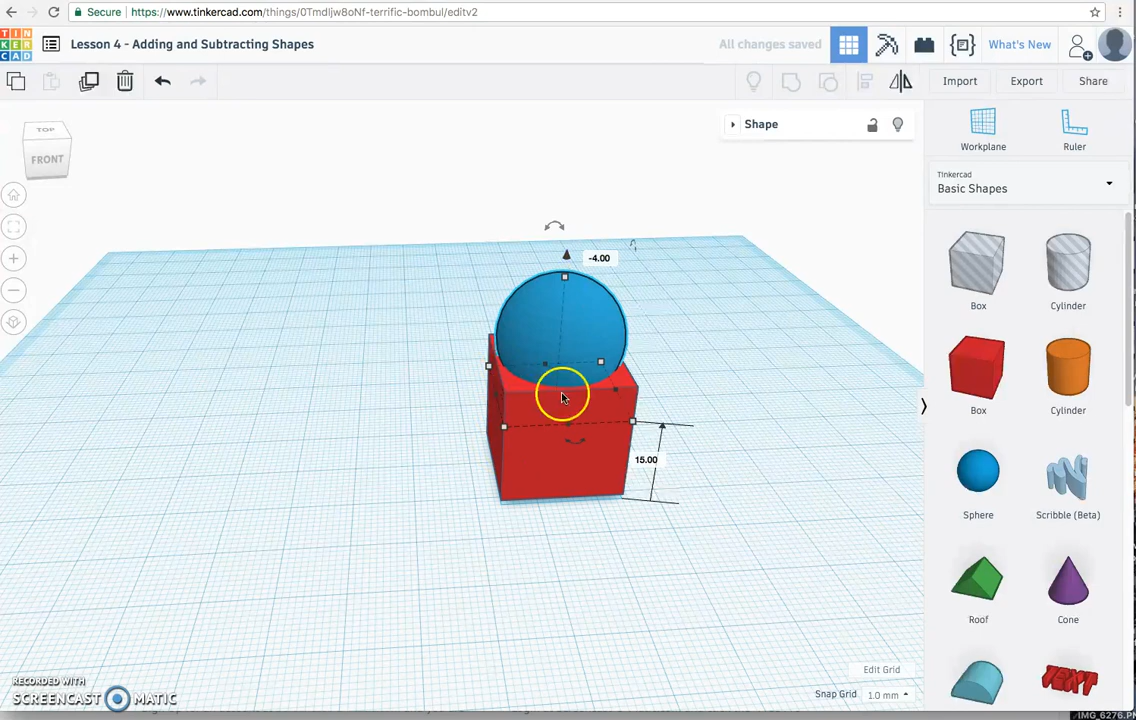 Secure https://www.tinkercad.com/things/0Tmdljw8oNf-terrific-bombul/editv2
TIN
KER
CAD
Lesson 4 - Adding and Subtracting Shapes
All changes saved
What's New
Import
Export
Share
TOP
FRONT
Shape
Workplane
Ruler
Tinkercad
Basic Shapes
-4.00
15.00
Box
Cylinder
Box
Cylinder
Sphere
Scribble (Beta)
Roof
Cone
TEXT
Edit Grid
Snap Grid 1.0 mm
RECORDED WITH
SCREENCAST MATIC
IMG_6276.PN